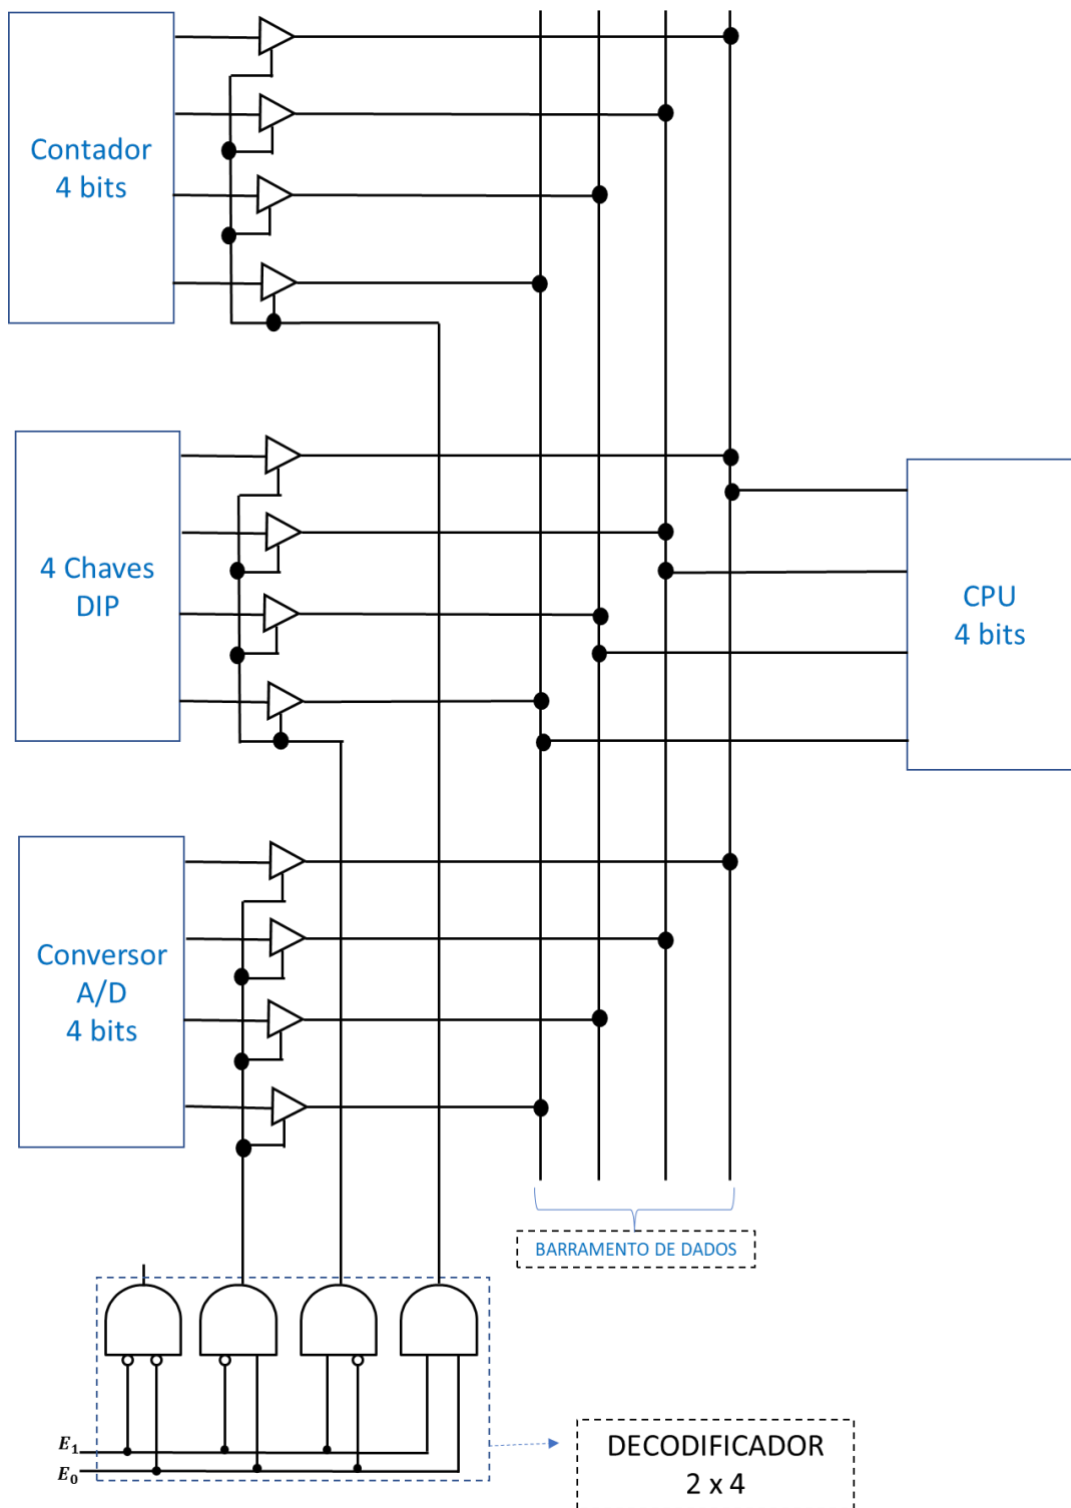 Contador
4 bits
4 Chaves
DIP
CPU
4 bits
Conversor
A/D
4 bits
BARRAMENTO DE DADOS
E₁
E₀
DECODIFICADOR
2 x 4